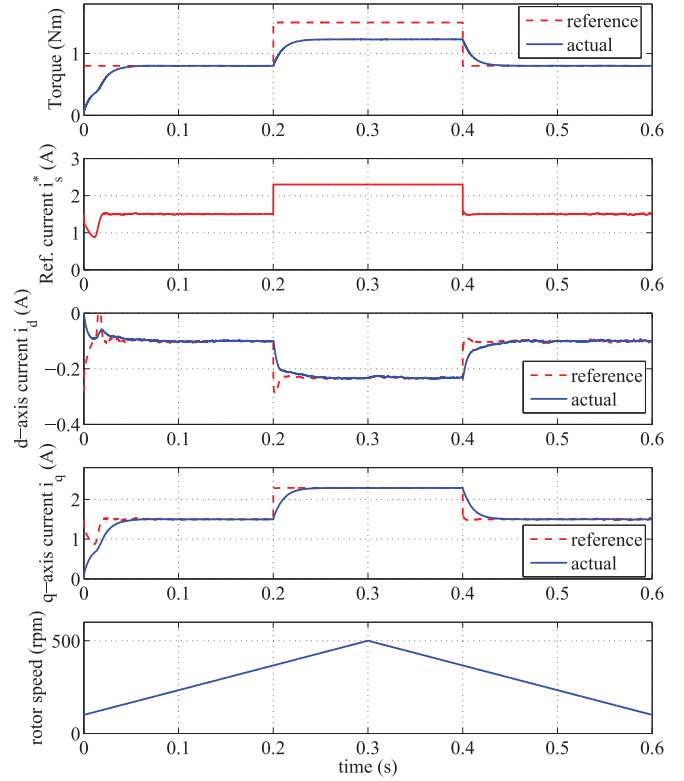 Torque (Nm)
1
0
reference
actual
0 0.1 0.2 0.3 0.4 0.5 0.6
Ref. current i*s (A)
3
2
1
0
0 0.1 0.2 0.3 0.4 0.5 0.6
d−axis current id (A)
0
−0.2
−0.4
reference
actual
0 0.1 0.2 0.3 0.4 0.5 0.6
q−axis current iq (A)
2
1
0
reference
actual
0 0.1 0.2 0.3 0.4 0.5 0.6
rotor speed (rpm)
500
0
0 0.1 0.2 0.3 0.4 0.5 0.6
time (s)